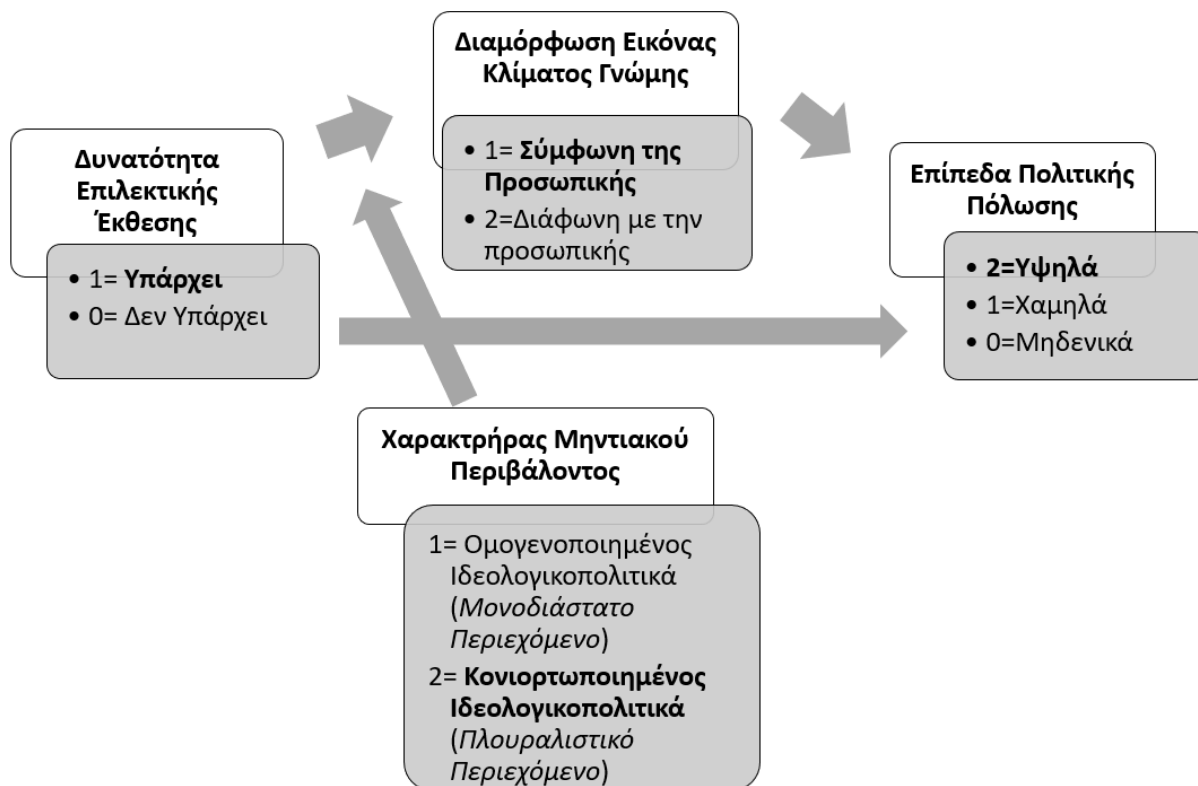 Διαμόρφωση Εικόνας
Κλίματος Γνώμης
• 1= Σύμφωνη της
Προσωπικής
• 2=Διάφωνη με την
προσωπικής
Δυνατότητα
Επιλεκτικής
Έκθεσης
• 1= Υπάρχει
• 0= Δεν Υπάρχει
Επίπεδα Πολιτικής
Πόλωσης
• 2=Υψηλά
• 1=Χαμηλά
• 0=Μηδενικά
Χαρακτρήρας Μηντιακού
Περιβάλοντος
1= Ομογενοποιημένος
Ιδεολογικοπολιτικά
(Μονοδιάστατο
Περιεχόμενο)
2= Κονιορτωποιημένος
Ιδεολογικοπολιτικά
(Πλουραλιστικό
Περιεχόμενο)